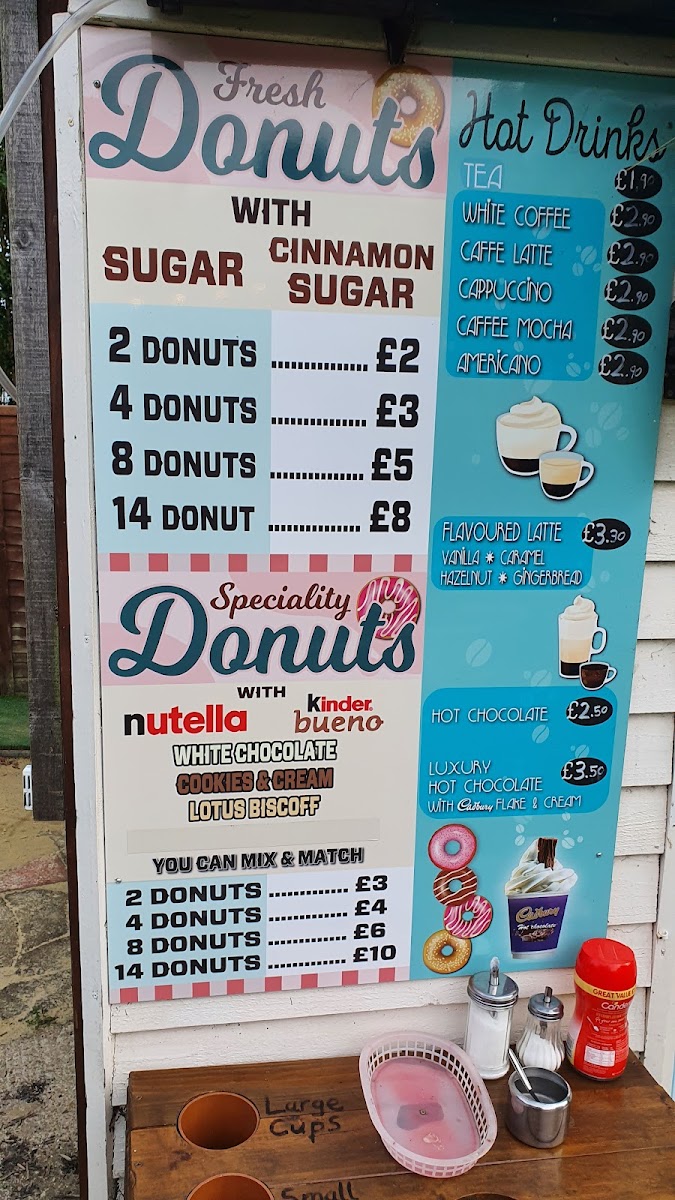 Fresh
Donuts
WITH
SUGAR
CINNAMON
SUGAR
2 DONUTS ............... £2
4 DONUTS ............... £3
8 DONUTS ............... £5
14 DONUT ............... £8
Speciality
Donuts
WITH
nutella
kinder
bueno
WHITE CHOCOLATE
COOKIES & CREAM
LOTUS BISCOFF
YOU CAN MIX & MATCH
2 DONUTS ............... £3
4 DONUTS ............... £4
8 DONUTS ............... £6
14 DONUTS ............... £10
Hot Drinks
TEA £1.90
WHITE COFFEE £2.90
CAFFE LATTE £2.90
CAPPUCCINO £2.90
CAFFEE MOCHA £2.90
AMERICANO £2.90
FLAVOURED LATTE £3.30
VANILLA * CARAMEL
HAZELNUT * GINGERBREAD
HOT CHOCOLATE £2.50
LUXURY
HOT CHOCOLATE £3.50
WITH Cadbury FLAKE & CREAM
Cadbury
Hot chocolate
GREAT VALUE
Large
Cups
Small